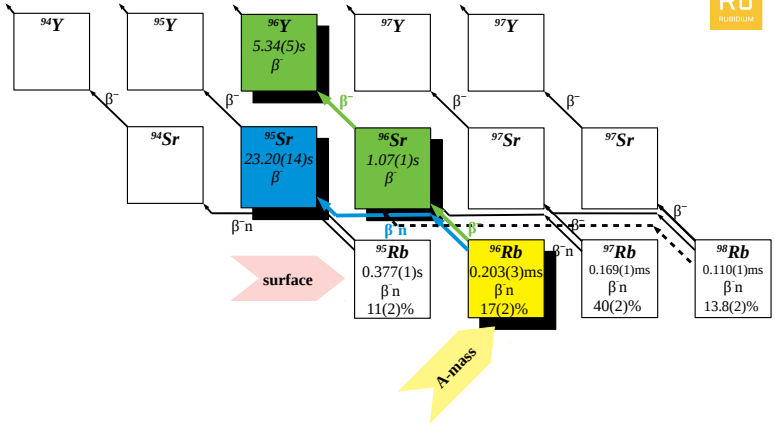 Rb
RUBIDIUM
⁹⁴Y
⁹⁵Y
⁹⁶Y
5.34(5)s
β⁻
⁹⁷Y
⁹⁷Y
β⁻
β⁻
β⁻
β⁻
β⁻
⁹⁴Sr
⁹⁵Sr
23.20(14)s
β⁻
⁹⁶Sr
1.07(1)s
β⁻
⁹⁷Sr
⁹⁷Sr
β⁻n
β⁻n
β⁻
β⁻
β⁻n
β⁻
⁹⁵Rb
0.377(1)s
β⁻n
11(2)%
⁹⁶Rb
0.203(3)ms
β⁻n
17(2)%
⁹⁷Rb
0.169(1)ms
β⁻n
40(2)%
⁹⁸Rb
0.110(1)ms
β⁻n
13.8(2)%
surface
A-mass